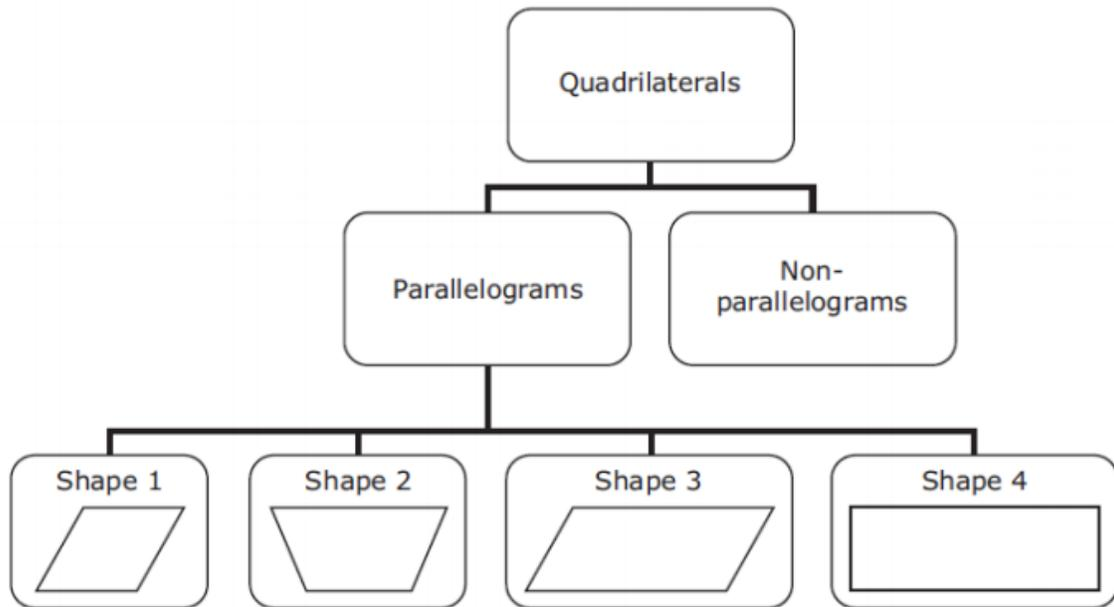 Quadrilaterals
Parallelograms
Non-
parallelograms
Shape 1
Shape 2
Shape 3
Shape 4